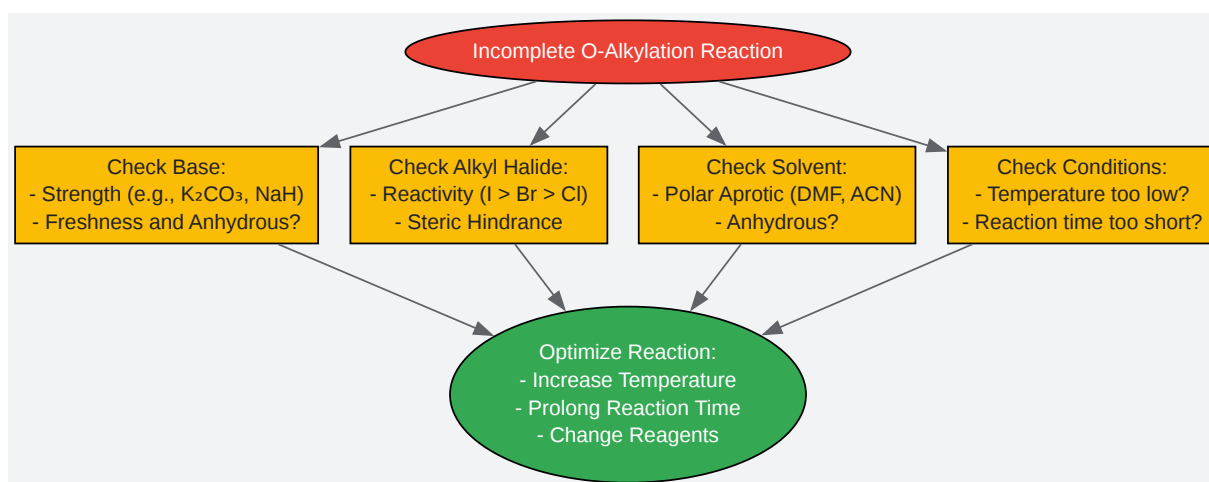 Incomplete O-Alkylation Reaction
Check Base:
- Strength (e.g., K₂CO₃, NaH)
- Freshness and Anhydrous?
Check Alkyl Halide:
- Reactivity (I > Br > Cl)
- Steric Hindrance
Check Solvent:
- Polar Aprotic (DMF, ACN)
- Anhydrous?
Check Conditions:
- Temperature too low?
- Reaction time too short?
Optimize Reaction:
- Increase Temperature
- Prolong Reaction Time
- Change Reagents